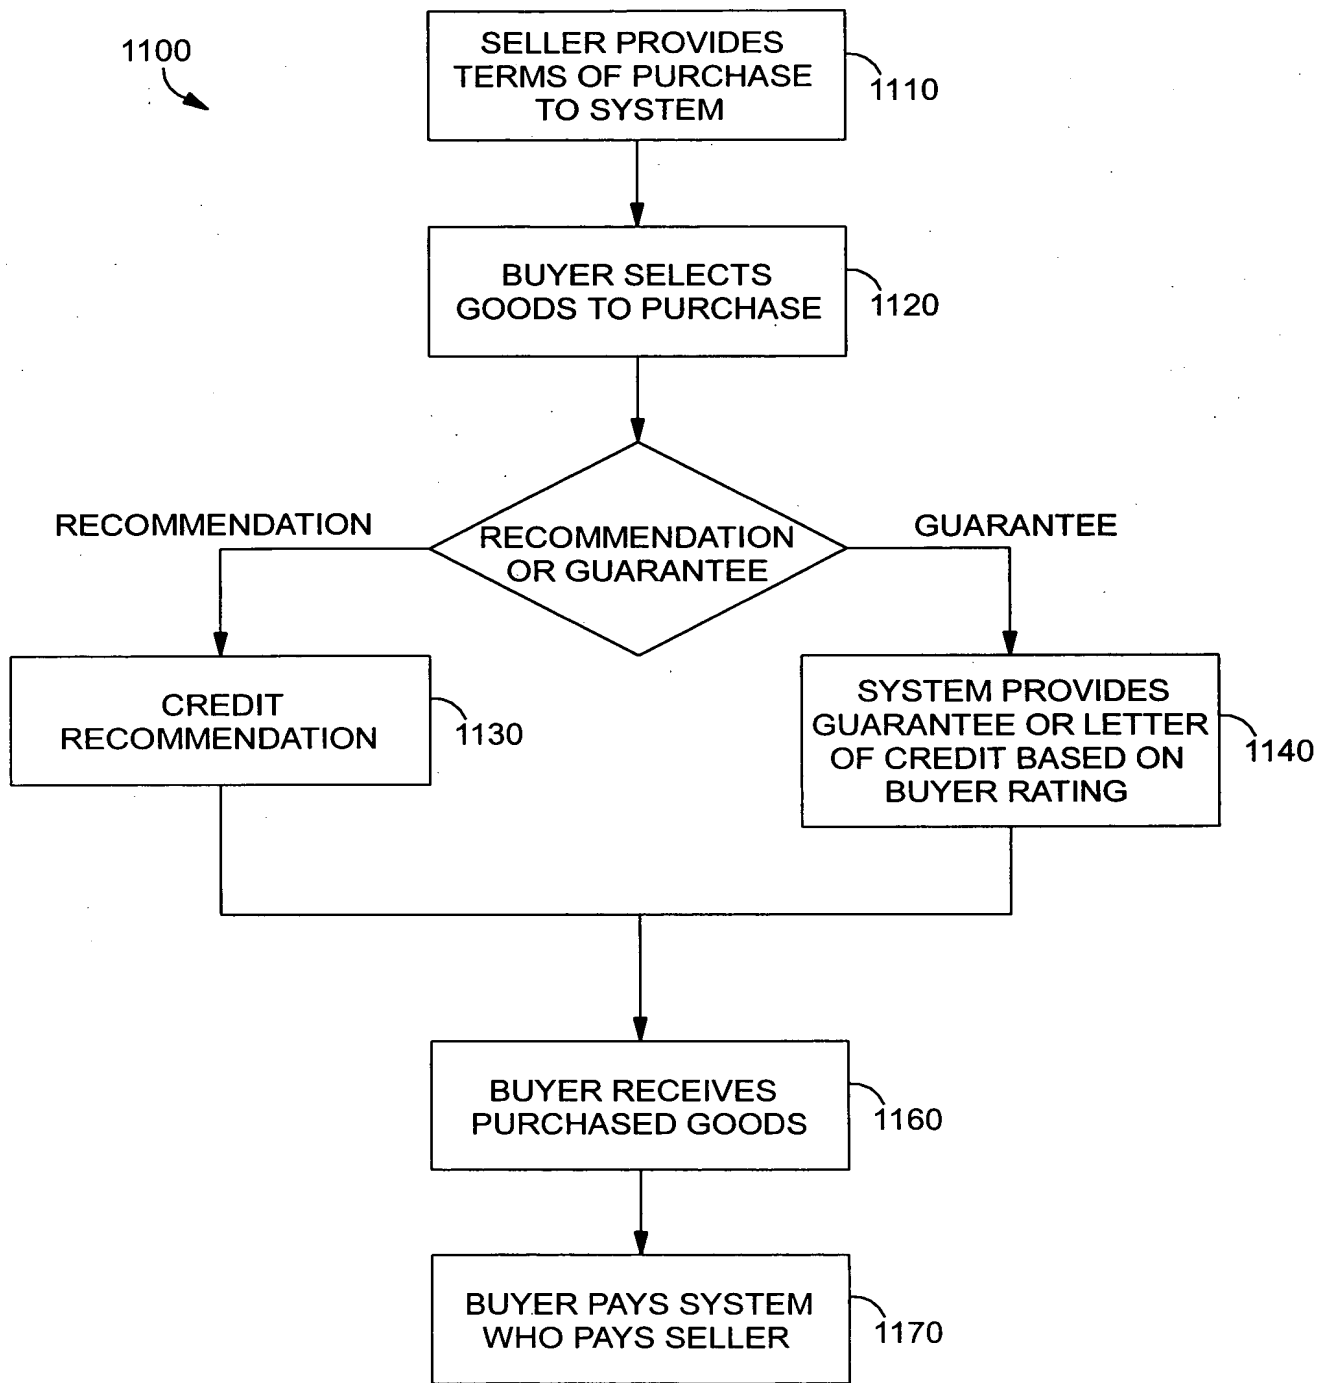 1100
SELLER PROVIDES
TERMS OF PURCHASE
TO SYSTEM
1110
BUYER SELECTS
GOODS TO PURCHASE
1120
RECOMMENDATION
GUARANTEE
RECOMMENDATION
OR GUARANTEE
CREDIT
RECOMMENDATION
1130
SYSTEM PROVIDES
GUARANTEE OR LETTER
OF CREDIT BASED ON
BUYER RATING
1140
BUYER RECEIVES
PURCHASED GOODS
1160
BUYER PAYS SYSTEM
WHO PAYS SELLER
1170